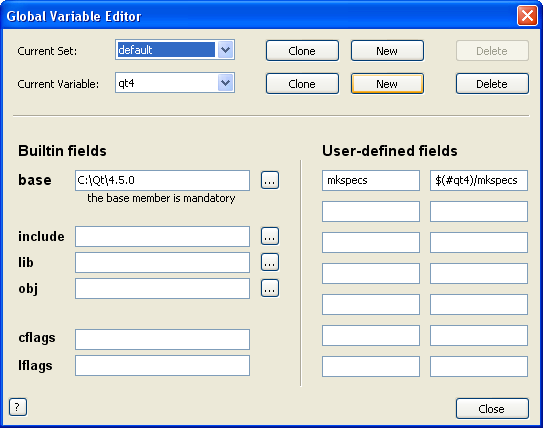 Global Variable Editor
Current Set: default Clone New Delete
Current Variable: qt4 Clone New Delete
Builtin fields User-defined fields
base C:\Qt\4.5.0 ... mkspecs $(#qt4)/mkspecs
the base member is mandatory
include ...
lib ...
obj ...
cflags
lflags
? Close